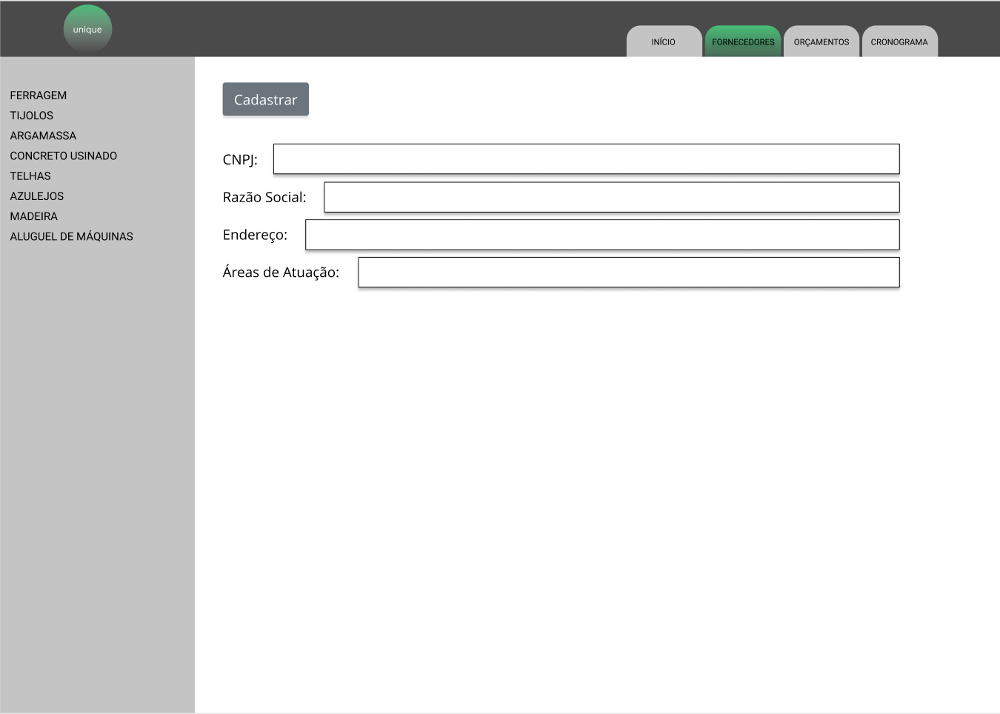 unique
INÍCIO
FORNECEDORES
ORÇAMENTOS
CRONOGRAMA
FERRAGEM
TIJOLOS
ARGAMASSA
CONCRETO USINADO
TELHAS
AZULEJOS
MADEIRA
ALUGUEL DE MÁQUINAS
Cadastrar
CNPJ:
Razão Social:
Endereço:
Áreas de Atuação: